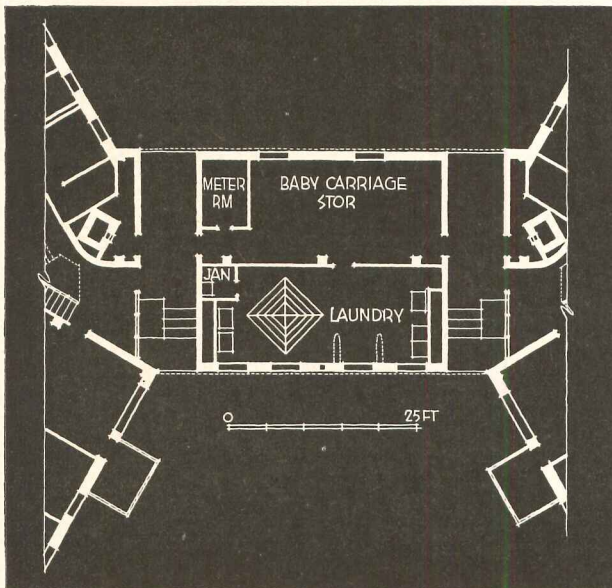 METER
RM
BABY CARRIAGE
STOR
JAN
LAUNDRY
0 25 FT